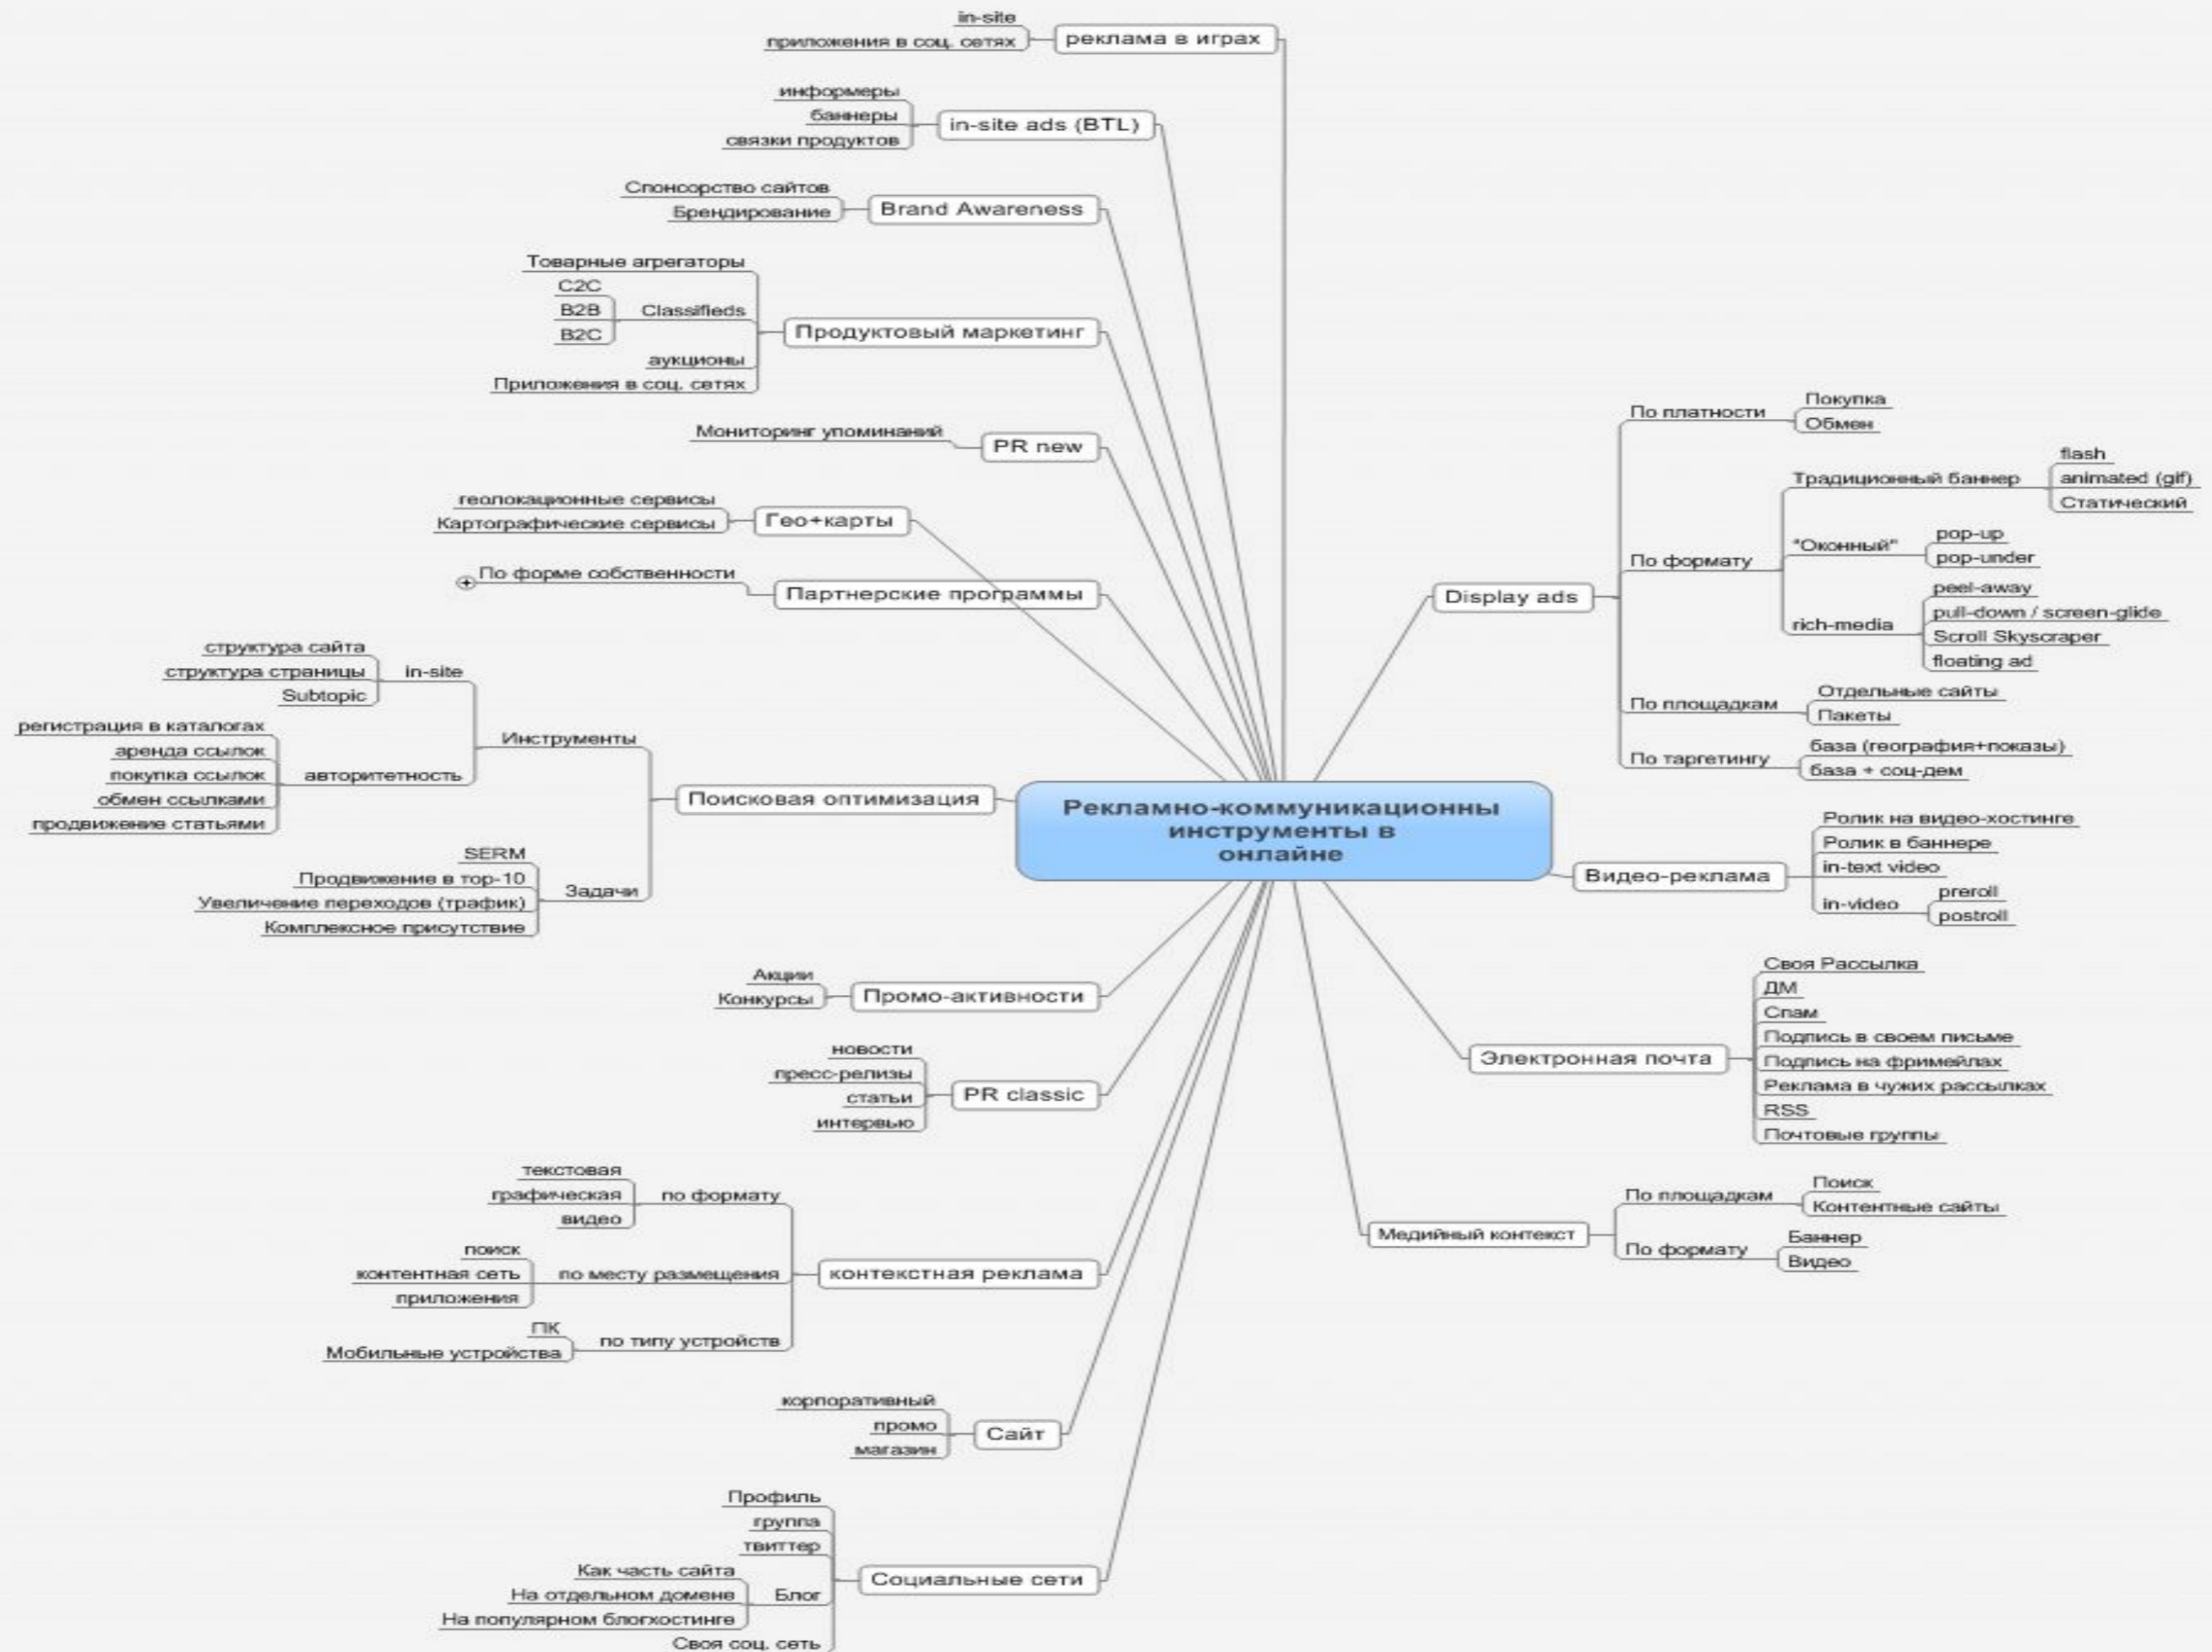 in-site
приложения в соц. сетях
реклама в играх
информеры
баннеры
связки продуктов
in-site ads (BTL)
Спонсорство сайтов
Брендирование
Brand Awareness
Товарные агрегаторы
C2C
B2B
B2C
Classifieds
аукционы
Приложения в соц. сетях
Продуктовый маркетинг
Мониторинг упоминаний
PR new
геолокационные сервисы
Картографические сервисы
Гео+карты
По форме собственности
Партнерские программы
структура сайта
структура страницы
Subtopic
in-site
регистрация в каталогах
аренда ссылок
покупка ссылок
обмен ссылками
продвижение статьями
авторитетность
Инструменты
SERM
Продвижение в top-10
Увеличение переходов (трафик)
Комплексное присутствие
Задачи
Поисковая оптимизация
Акции
Конкурсы
Промо-активности
новости
пресс-релизы
статьи
интервью
PR classic
текстовая
графическая
видео
по формату
поиск
контентная сеть
приложения
по месту размещения
ПК
Мобильные устройства
по типу устройств
контекстная реклама
корпоративный
промо
магазин
Сайт
Профиль
группа
твиттер
Как часть сайта
На отдельном домене
На популярном блогхостинге
Блог
Своя соц. сеть
Социальные сети
Рекламно-коммуникационны
инструменты в
онлайне
Display ads
По платности
Покупка
Обмен
По формату
Традиционный баннер
flash
animated (gif)
Статический
"Оконный"
pop-up
pop-under
rich-media
peel-away
pull-down / screen-glide
Scroll Skyscraper
floating ad
По площадкам
Отдельные сайты
Пакеты
По таргетингу
база (география+показы)
база + соц-дем
Видео-реклама
Ролик на видео-хостинге
Ролик в баннере
in-text video
in-video
preroll
postroll
Электронная почта
Своя Рассылка
ДМ
Спам
Подпись в своем письме
Подпись на фримейлах
Реклама в чужих рассылках
RSS
Почтовые группы
Медийный контекст
По площадкам
Поиск
Контентные сайты
По формату
Баннер
Видео